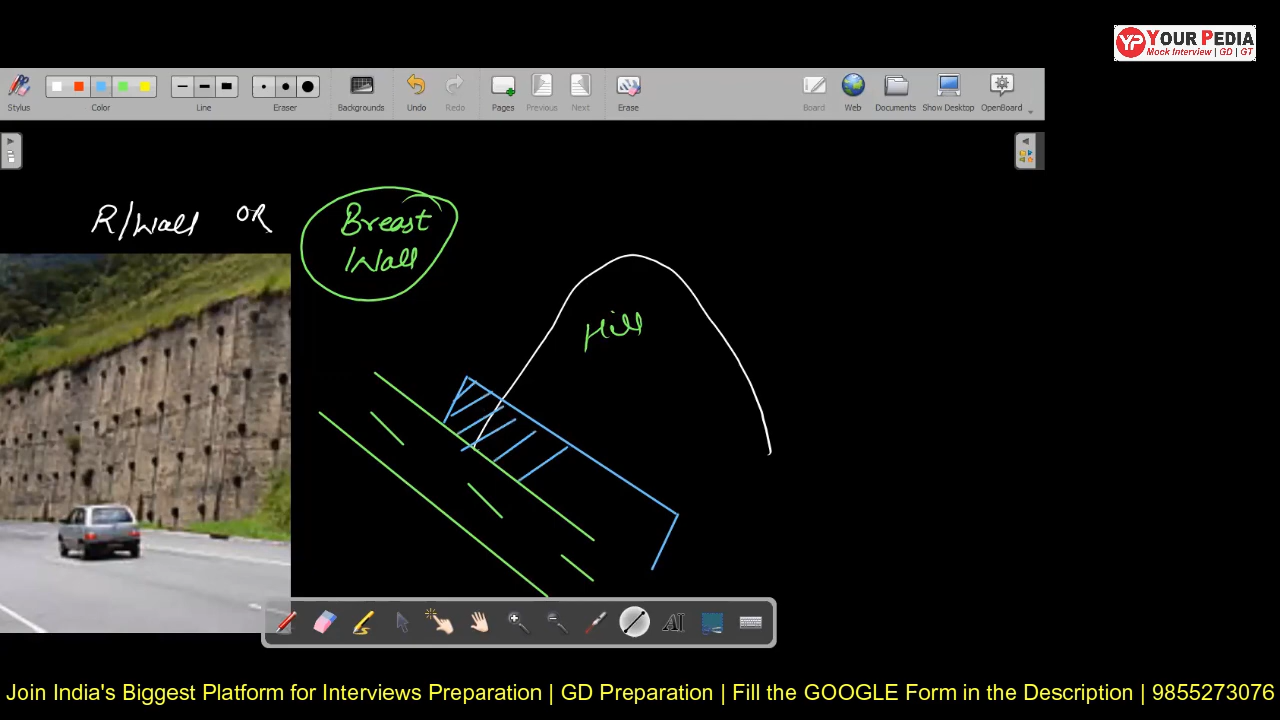 YP YOUR PEDIA
Mock Interview | GD | GT
Stylus Color Line Eraser Backgrounds Undo Redo Pages Previous Next Erase Board Web Documents Show Desktop OpenBoard
R/Wall OR Breast
Wall
Hill
AI
Join India's Biggest Platform for Interviews Preparation | GD Preparation | Fill the GOOGLE Form in the Description | 9855273076